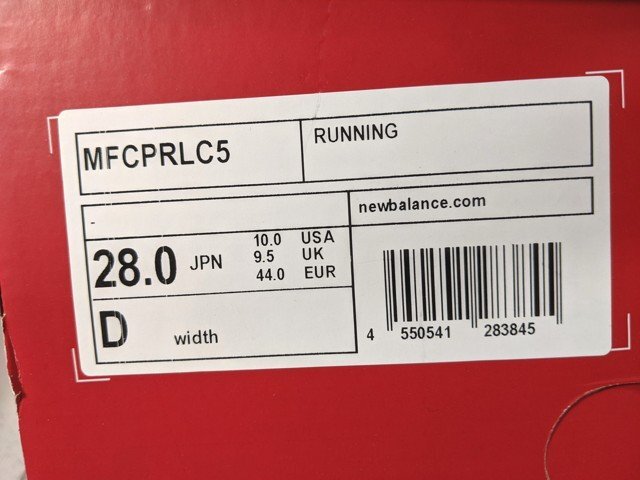 MFCPRLC5
RUNNING
-
newbalance.com
28.0 JPN
10.0 USA
9.5 UK
44.0 EUR
D width
4 550541 283845